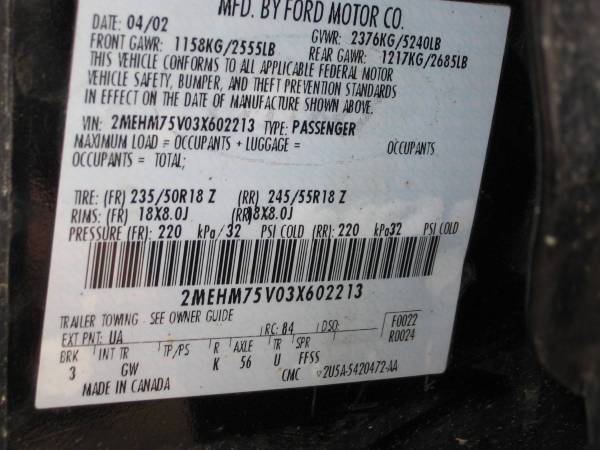 MFD. BY FORD MOTOR CO.
DATE: 04/02 GVWR: 2376KG/5240LB
FRONT GAWR: 1158KG/2555LB REAR GAWR: 1217KG/2685LB
THIS VEHICLE CONFORMS TO ALL APPLICABLE FEDERAL MOTOR
VEHICLE SAFETY, BUMPER, AND THEFT PREVENTION STANDARDS
IN EFFECT ON THE DATE OF MANUFACTURE SHOWN ABOVE.
VIN: 2MEHM75V03X602213 TYPE: PASSENGER
MAXIMUM LOAD = OCCUPANTS + LUGGAGE = OCCUPANTS
OCCUPANTS = TOTAL;
TIRE: (FR) 235/50R18 Z (RR) 245/55R18 Z
RIMS: (FR) 18X8.0J (RR)18X8.0J
PRESSURE (FR): 220 kPa/32 PSI COLD (RR): 220 kPa32 PSI COLD
2MEHM75V03X602213
TRAILER TOWING - SEE OWNER GUIDE
EXT PNT: UA RC: 84 DSO: F0022
R0024
BRK INT TR TP/PS R AXLE TR SPR
3 GW K 56 U FFSS
MADE IN CANADA CMC 2U5A-5420472-AA